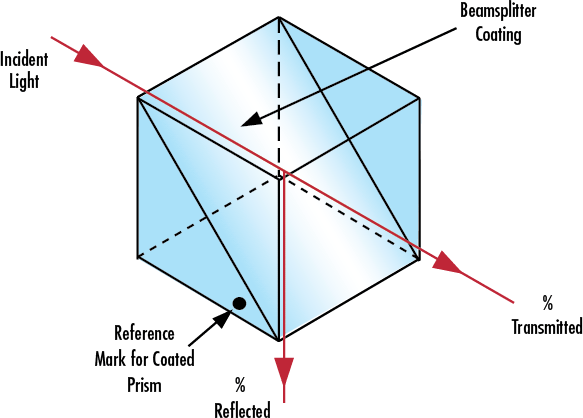 Beamsplitter
Coating
Incident
Light
%
Transmitted
Reference
Mark for Coated
Prism
%
Reflected